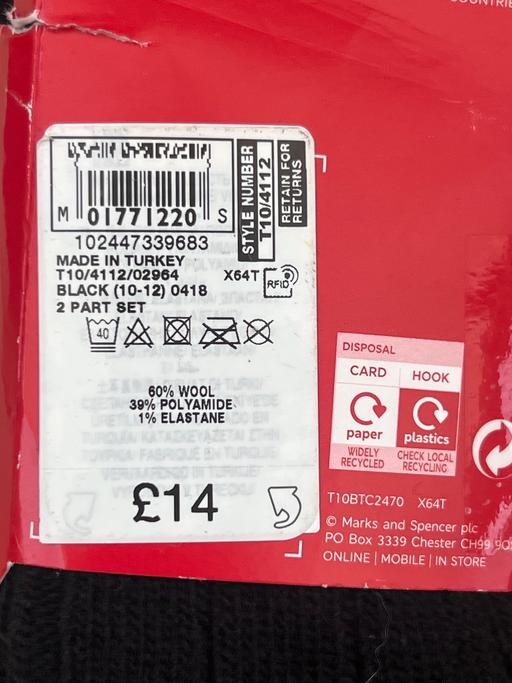 M 01771220 S
STYLE NUMBER
T10/4112
RETAIN FOR
RETURNS
102447339683
MADE IN TURKEY
T10/4112/02964 X64T
RFID
BLACK (10-12) 0418
2 PART SET
40
60% WOOL
39% POLYAMIDE
1% ELASTANE
£14
DISPOSAL
CARD HOOK
paper plastics
WIDELY
RECYCLED
CHECK LOCAL
RECYCLING
T10BTC2470 X64T
© Marks and Spencer plc
PO Box 3339 Chester CH99
ONLINE | MOBILE | IN STORE